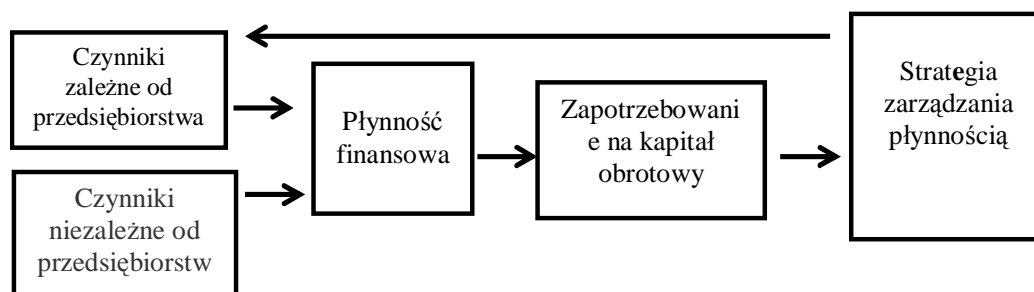 Czynniki
zależne od
przedsiębiorstwa
Czynniki
niezależne od
przedsiębiorstw
Płynność
finansowa
Zapotrzebowani
e na kapitał
obrotowy
Strategia
zarządzania
płynnością